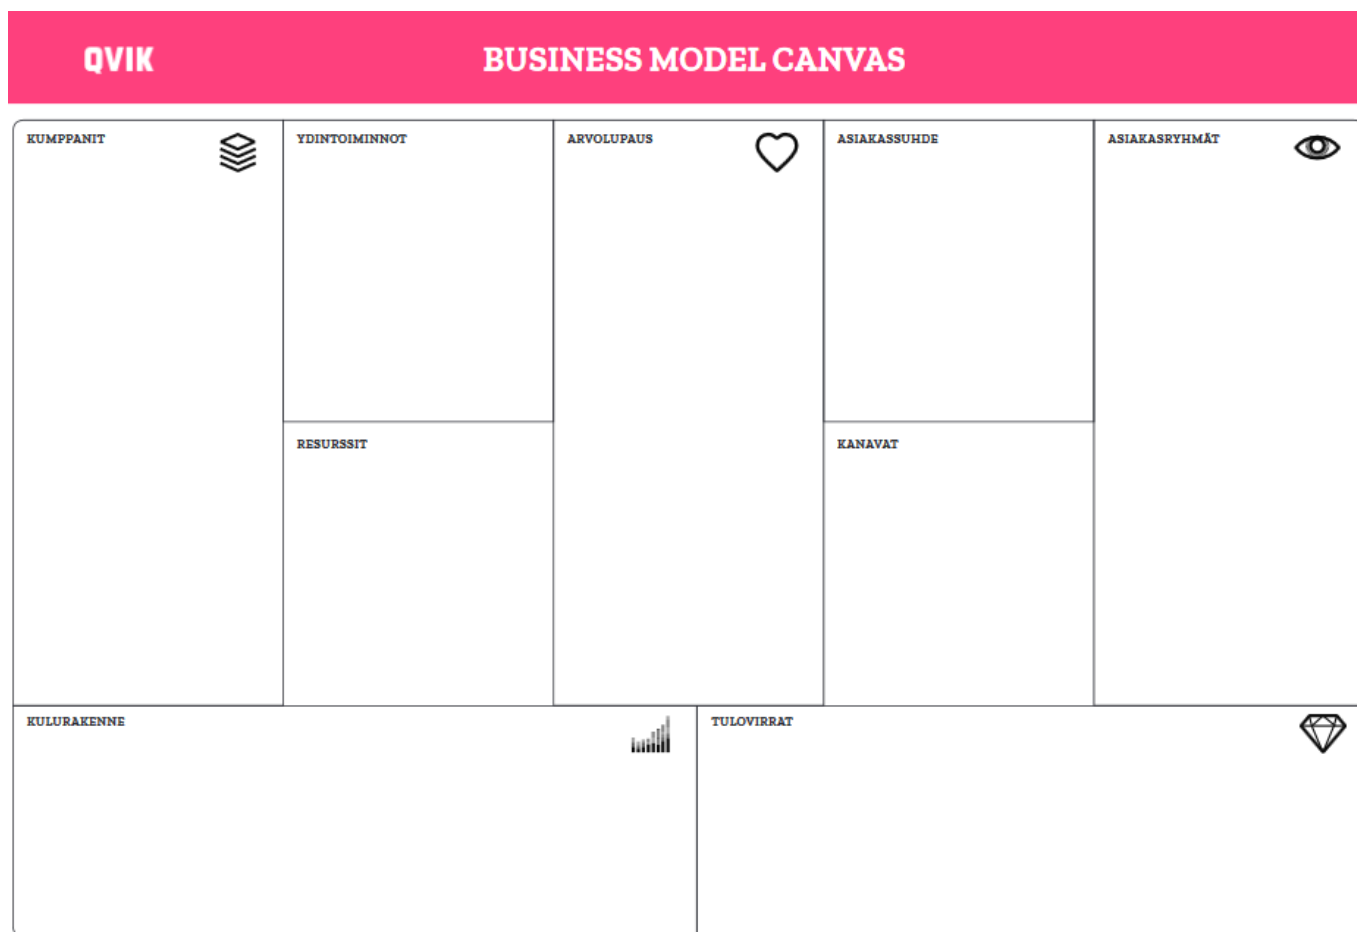 QVIK
BUSINESS MODEL CANVAS
KUMPPANIT
YDINTOIMINNOT
ARVOLUPAUS
ASIAKASSUHDE
ASIAKASRYHMÄT
RESURSSIT
KANAVAT
KULURAKENNE
TULOVIRRAT